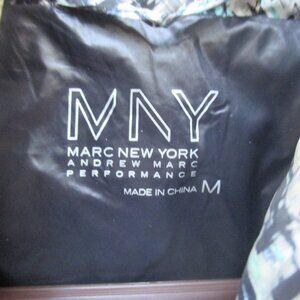 MNY
MARC NEW YORK
ANDREW MARC
PERFORMANCE
MADE IN CHINA M